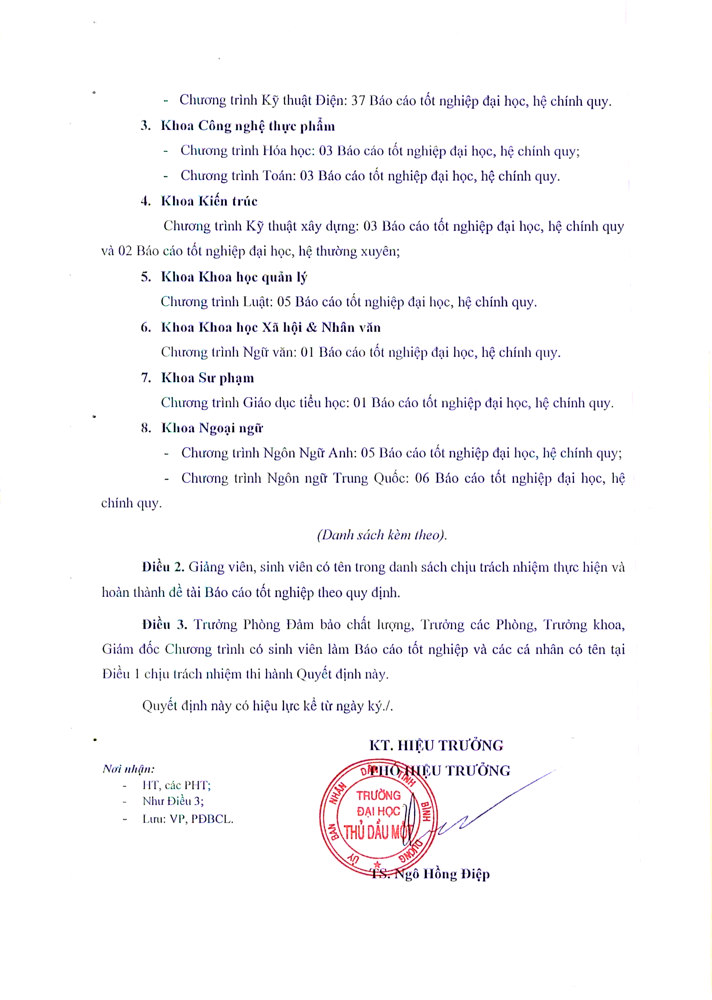 - Chương trình Kỹ thuật Điện: 37 Báo cáo tốt nghiệp đại học, hệ chính quy.
3. Khoa Công nghệ thực phẩm
- Chương trình Hóa học: 03 Báo cáo tốt nghiệp đại học, hệ chính quy;
- Chương trình Toán: 03 Báo cáo tốt nghiệp đại học, hệ chính quy.
4. Khoa Kiến trúc
Chương trình Kỹ thuật xây dựng: 03 Báo cáo tốt nghiệp đại học, hệ chính quy
và 02 Báo cáo tốt nghiệp đại học, hệ thường xuyên;
5. Khoa Khoa học quản lý
Chương trình Luật: 05 Báo cáo tốt nghiệp đại học, hệ chính quy.
6. Khoa Khoa học Xã hội & Nhân văn
Chương trình Ngữ văn: 01 Báo cáo tốt nghiệp đại học, hệ chính quy.
7. Khoa Sư phạm
Chương trình Giáo dục tiểu học: 01 Báo cáo tốt nghiệp đại học, hệ chính quy.
8. Khoa Ngoại ngữ
- Chương trình Ngôn Ngữ Anh: 05 Báo cáo tốt nghiệp đại học, hệ chính quy;
- Chương trình Ngôn ngữ Trung Quốc: 06 Báo cáo tốt nghiệp đại học, hệ
chính quy.
(Danh sách kèm theo).
Điều 2. Giảng viên, sinh viên có tên trong danh sách chịu trách nhiệm thực hiện và
hoàn thành đề tài Báo cáo tốt nghiệp theo quy định.
Điều 3. Trưởng Phòng Đảm bảo chất lượng, Trưởng các Phòng, Trưởng khoa,
Giám đốc Chương trình có sinh viên làm Báo cáo tốt nghiệp và các cá nhân có tên tại
Điều 1 chịu trách nhiệm thi hành Quyết định này.
Quyết định này có hiệu lực kể từ ngày ký./.
KT. HIỆU TRƯỞNG
PHÓ HIỆU TRƯỞNG
Nơi nhận:
- HT, các PHT;
- Như Điều 3;
- Lưu: VP, PĐBCL.
ỦY BAN NHÂN DÂN TỈNH BÌNH DƯƠNG
TRƯỜNG
ĐẠI HỌC
THỦ DẦU MỘT
TS. Ngô Hồng Điệp